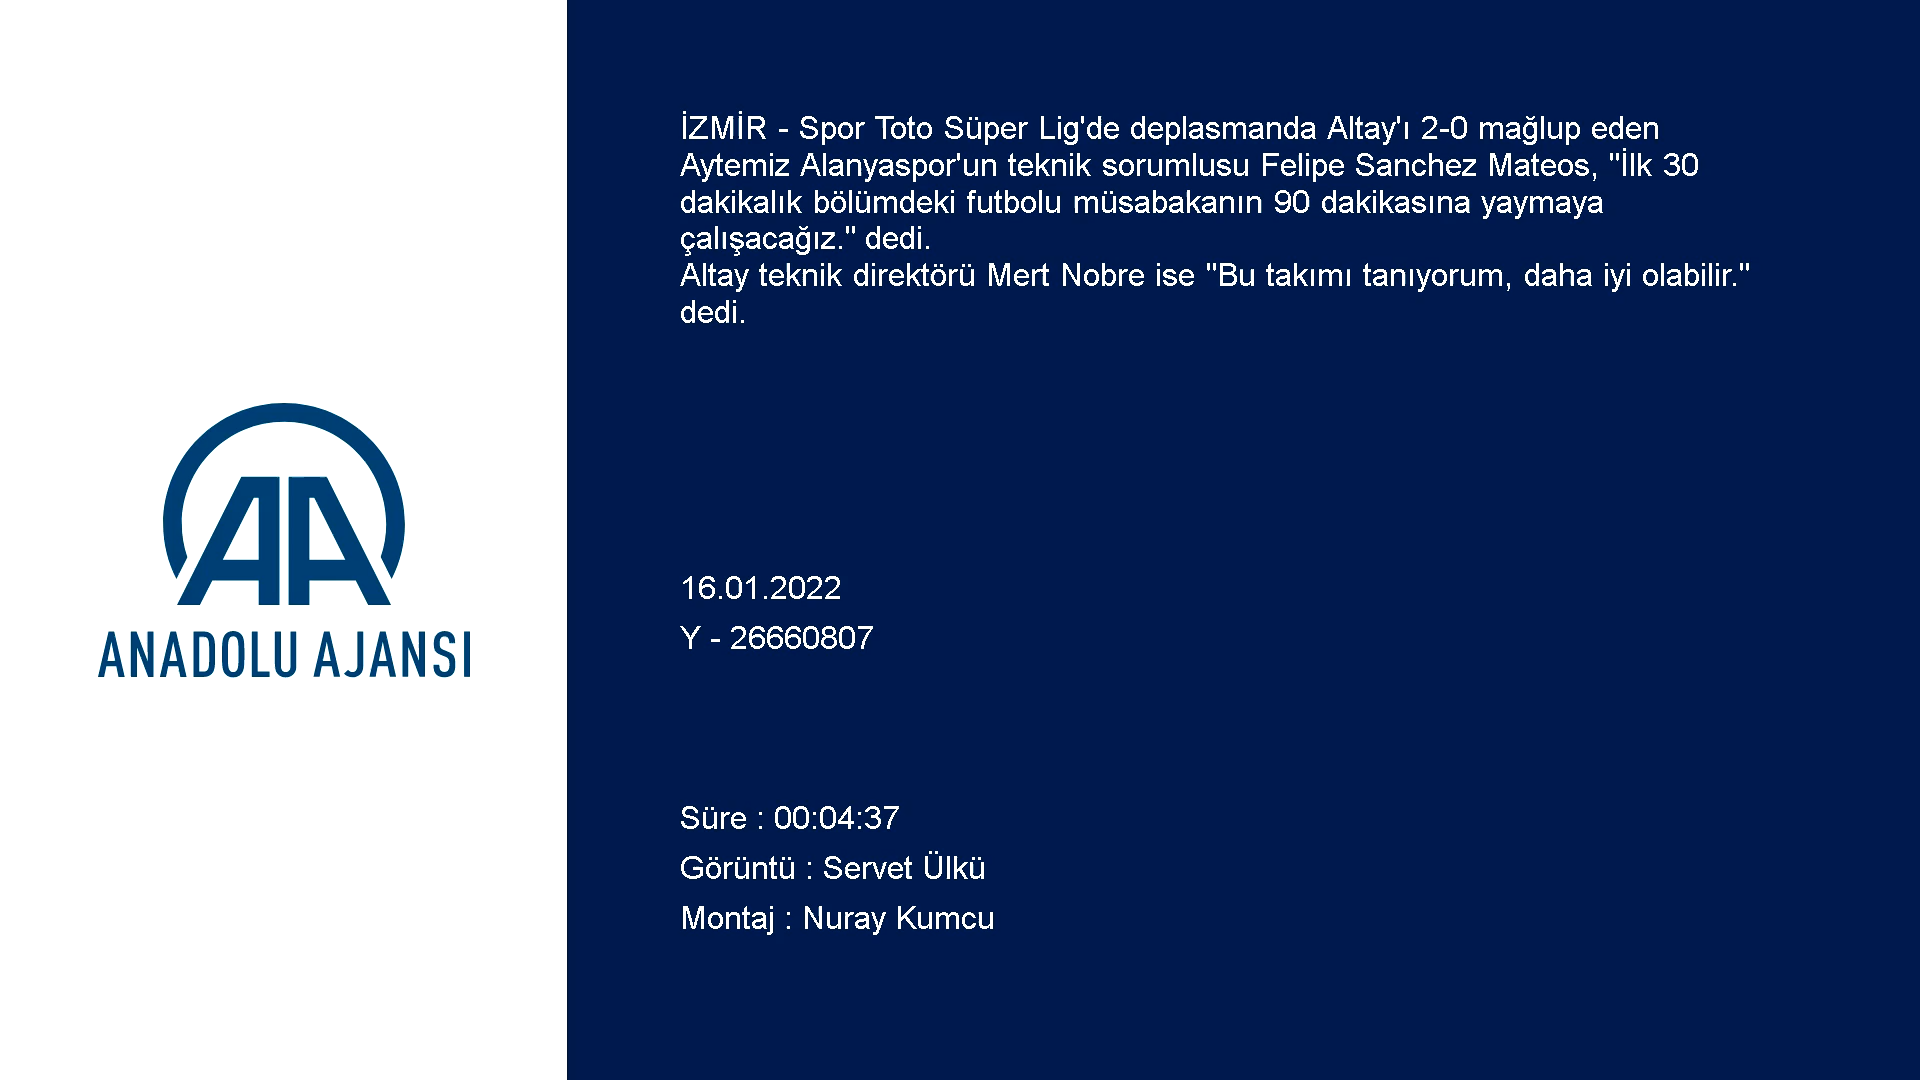 İZMİR - Spor Toto Süper Lig'de deplasmanda Altay'ı 2-0 mağlup eden
Aytemiz Alanyaspor'un teknik sorumlusu Felipe Sanchez Mateos, "İlk 30
dakikalık bölümdeki futbolu müsabakanın 90 dakikasına yaymaya
çalışacağız." dedi.
Altay teknik direktörü Mert Nobre ise "Bu takımı tanıyorum, daha iyi olabilir."
dedi.
AA
ANADOLU AJANSI
16.01.2022
Y - 26660807
Süre : 00:04:37
Görüntü : Servet Ülkü
Montaj : Nuray Kumcu